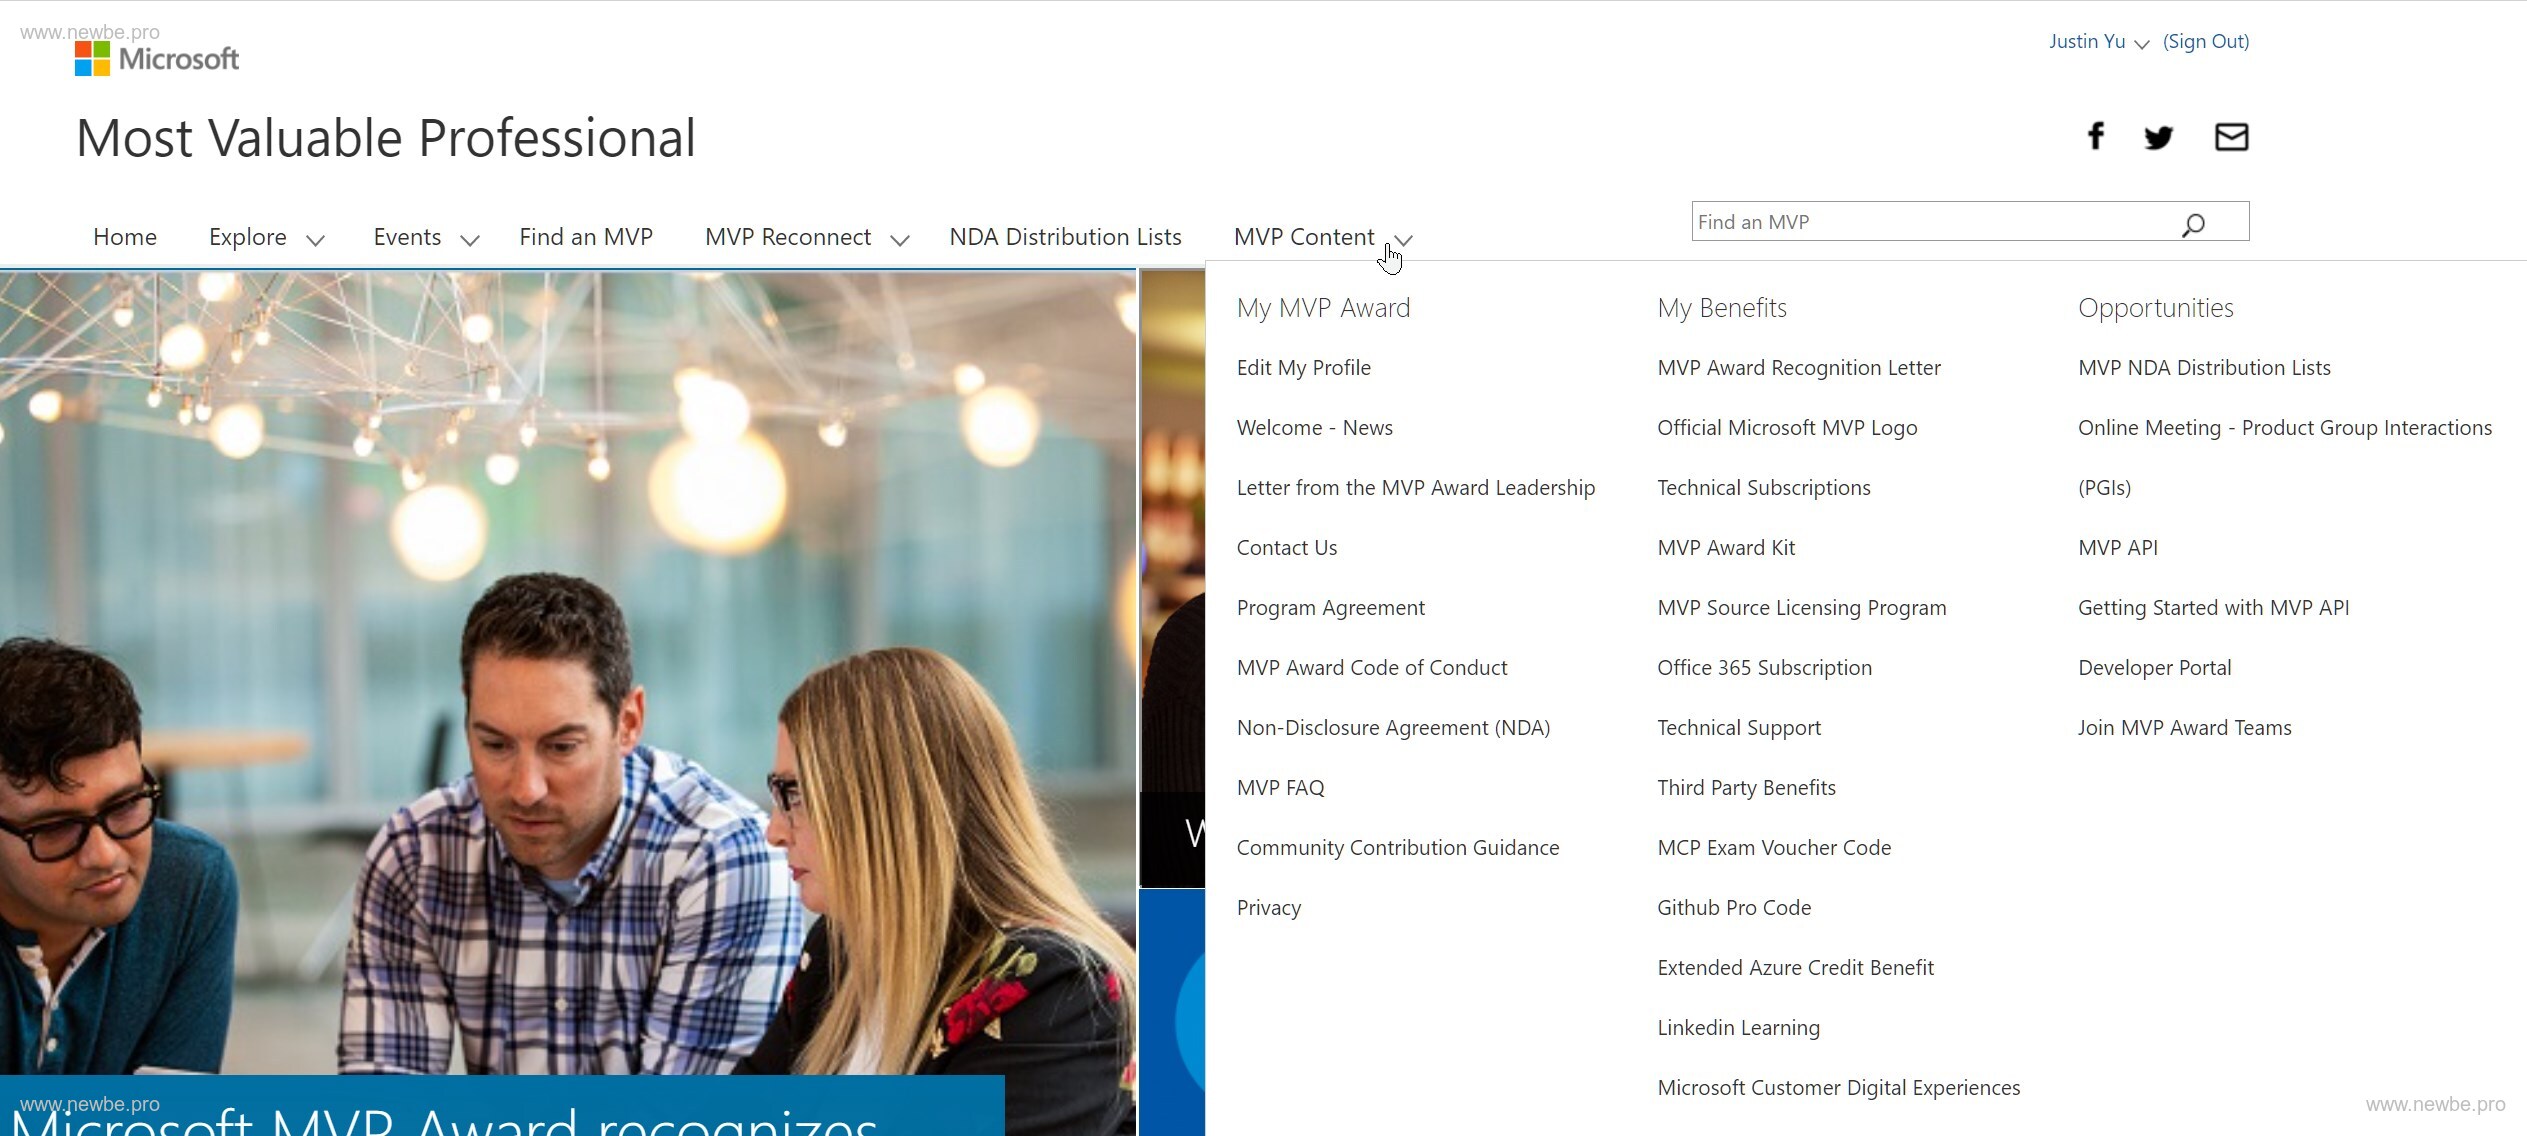 www.newbe.pro
Microsoft
Justin Yu (Sign Out)
Most Valuable Professional
Home Explore Events Find an MVP MVP Reconnect NDA Distribution Lists MVP Content
Find an MVP
My MVP Award
Edit My Profile
Welcome - News
Letter from the MVP Award Leadership
Contact Us
Program Agreement
MVP Award Code of Conduct
Non-Disclosure Agreement (NDA)
MVP FAQ
Community Contribution Guidance
Privacy
My Benefits
MVP Award Recognition Letter
Official Microsoft MVP Logo
Technical Subscriptions
MVP Award Kit
MVP Source Licensing Program
Office 365 Subscription
Technical Support
Third Party Benefits
MCP Exam Voucher Code
Github Pro Code
Extended Azure Credit Benefit
Linkedin Learning
Microsoft Customer Digital Experiences
Opportunities
MVP NDA Distribution Lists
Online Meeting - Product Group Interactions
(PGIs)
MVP API
Getting Started with MVP API
Developer Portal
Join MVP Award Teams
www.newbe.pro
Microsoft MVP Award recognizes
www.newbe.pro